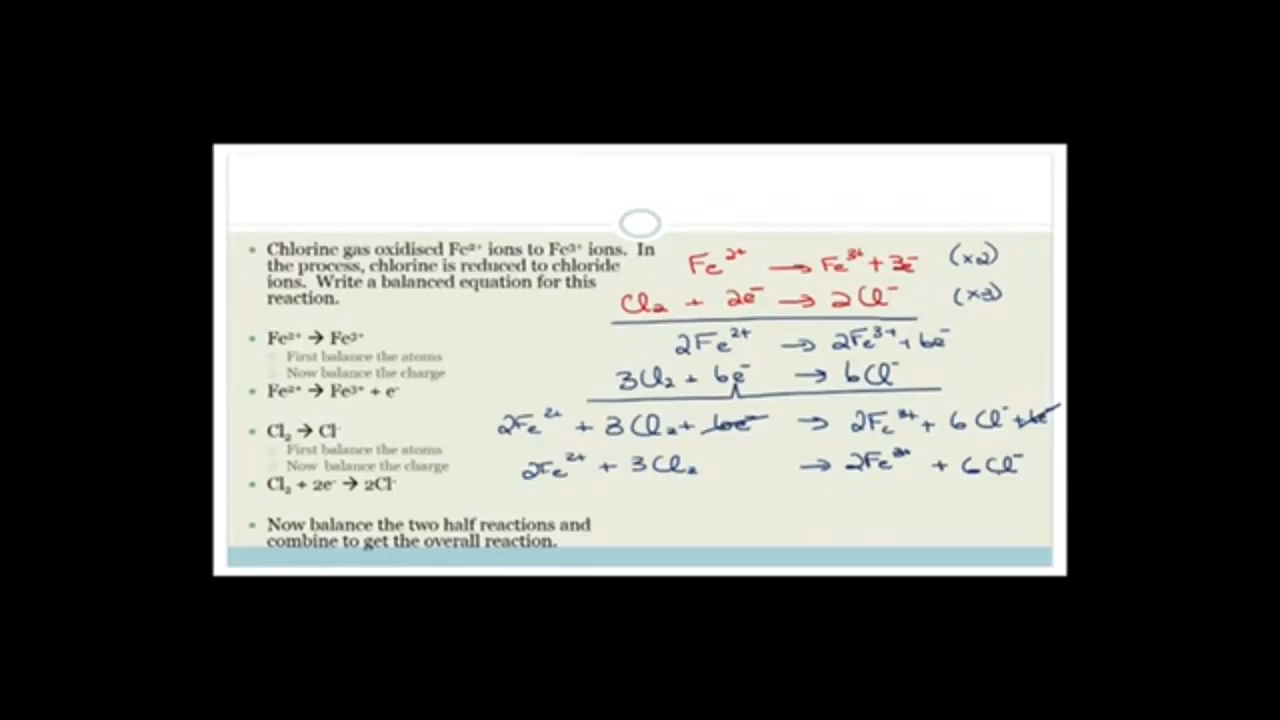 Chlorine gas oxidised Fe²⁺ ions to Fe³⁺ ions. In
the process, chlorine is reduced to chloride
ions. Write a balanced equation for this
reaction.
Fe²⁺ → Fe³⁺
First balance the atoms
Now balance the charge
Fe²⁺ → Fe³⁺ + e⁻
Cl₂ → Cl⁻
First balance the atoms
Now balance the charge
Cl₂ + 2e⁻ → 2Cl⁻
Now balance the two half reactions and
combine to get the overall reaction.
Fe²⁺ → Fe³⁺ + 3e⁻ (x2)
Cl₂ + 2e⁻ → 2Cl⁻ (x3)
2Fe²⁺ → 2Fe³⁺ + 6e⁻
3Cl₂ + 6e⁻ → 6Cl⁻
2Fe²⁺ + 3Cl₂ + 6e⁻ → 2Fe³⁺ + 6Cl⁻ + 6e⁻
2Fe²⁺ + 3Cl₂ → 2Fe³⁺ + 6Cl⁻